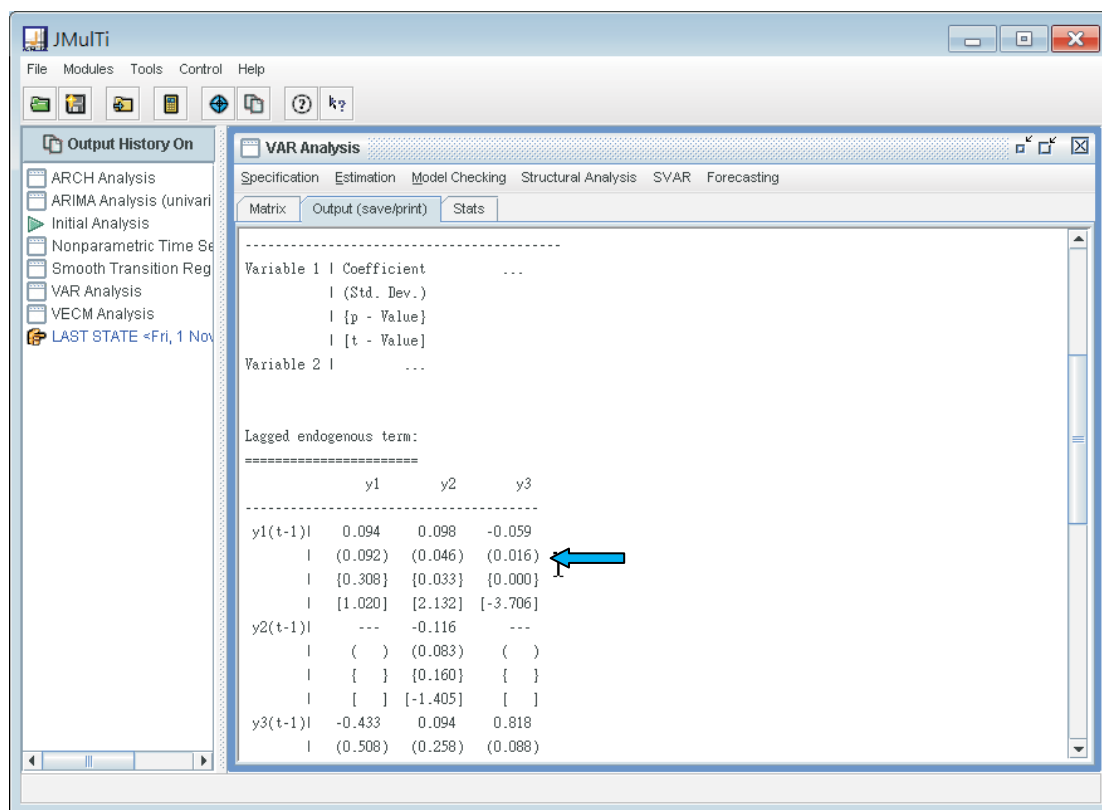 JMulTi
File Modules Tools Control Help
Output History On
ARCH Analysis
ARIMA Analysis (univari
Initial Analysis
Nonparametric Time Se
Smooth Transition Reg
VAR Analysis
VECM Analysis
LAST STATE <Fri, 1 Nov
VAR Analysis
Specification Estimation Model Checking Structural Analysis SVAR Forecasting
Matrix Output (save/print) Stats
------------------------------------------
Variable 1 | Coefficient ...
| (Std. Dev.)
| {p - Value}
| [t - Value]
Variable 2 | ...
Lagged endogenous term:
=======================
y1 y2 y3
---------------------------------------
y1(t-1)| 0.094 0.098 -0.059
| (0.092) (0.046) (0.016)
| {0.308} {0.033} {0.000}
| [1.020] [2.132] [-3.706]
y2(t-1)| --- -0.116 ---
| ( ) (0.083) ( )
| { } {0.160} { }
| [ ] [-1.405] [ ]
y3(t-1)| -0.433 0.094 0.818
| (0.508) (0.258) (0.088)